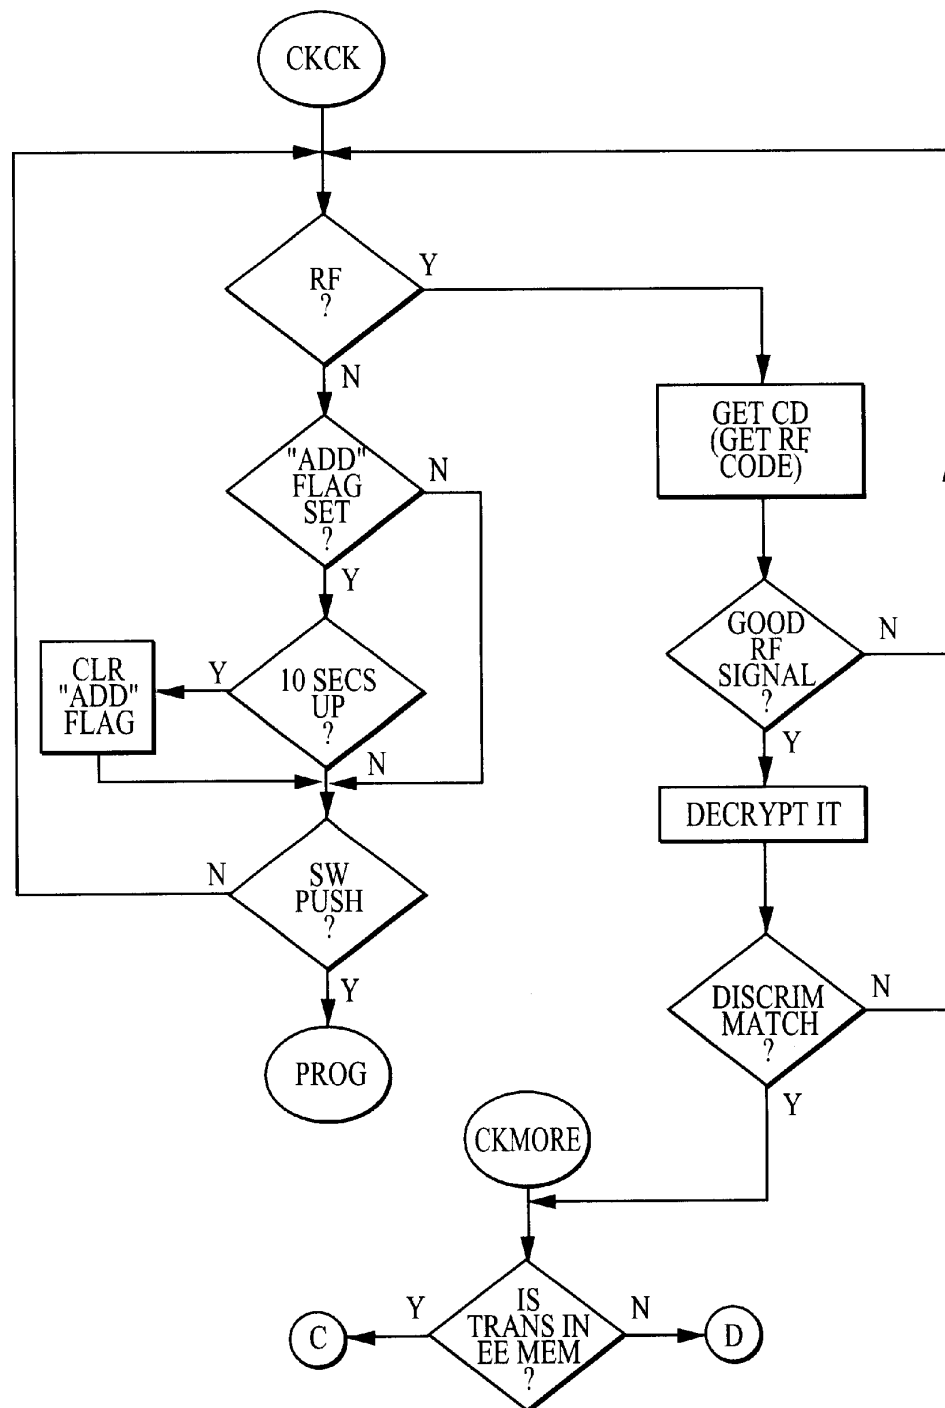 CKCK
RF
?
Y
N
GET CD
(GET RF
CODE)
"ADD"
FLAG
SET
?
N
Y
GOOD
RF
SIGNAL
?
N
Y
CLR
"ADD"
FLAG
Y
10 SECS
UP
?
N
DECRYPT IT
N
SW
PUSH
?
Y
DISCRIM
MATCH
?
N
Y
PROG
CKMORE
IS
TRANS IN
EE MEM
?
Y
N
C
D